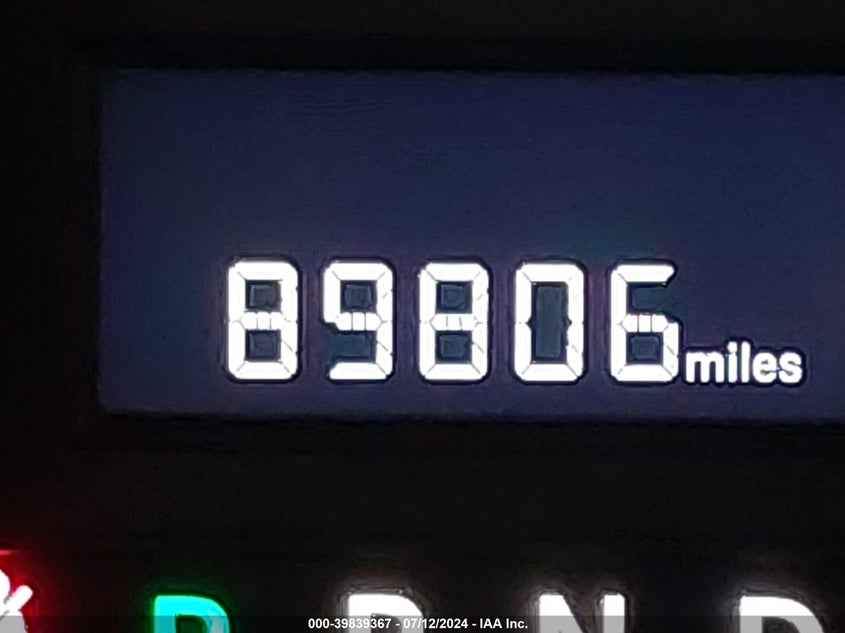 89806 miles
P R N D
000-39839367 - 07/12/2024 - IAA Inc.